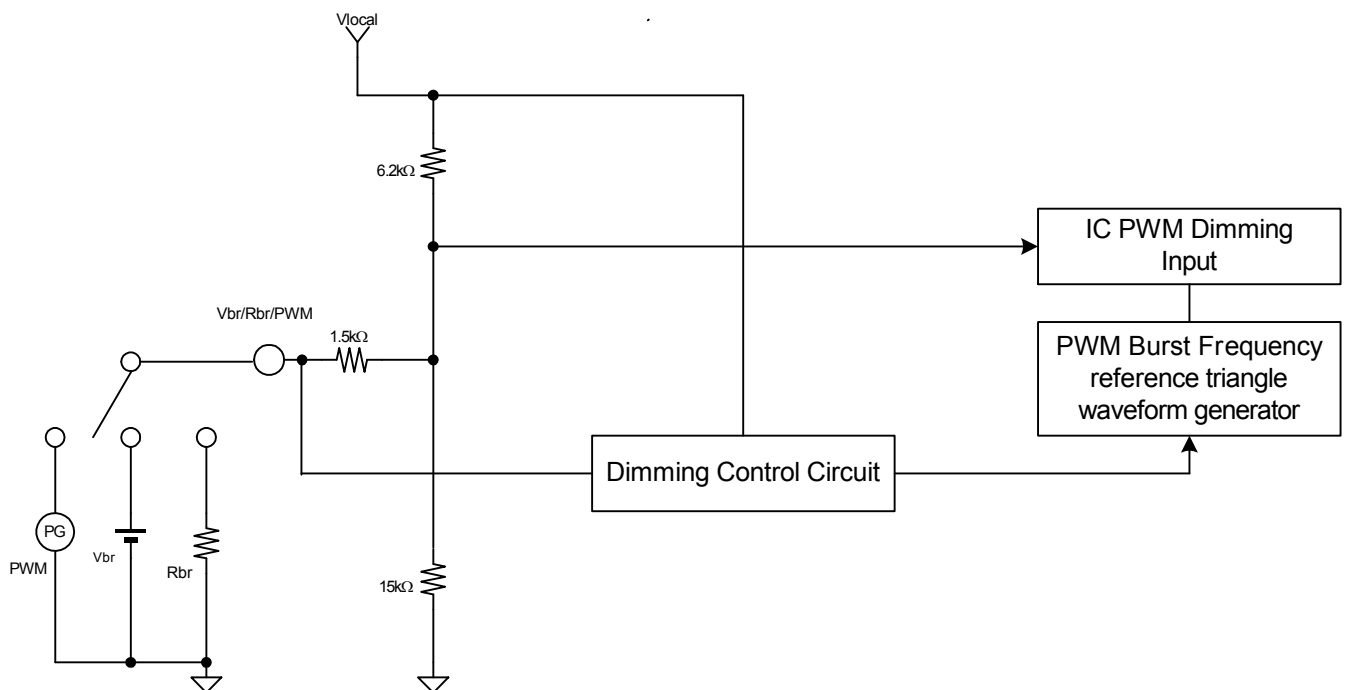 Vlocal
6.2kΩ
IC PWM Dimming
Input
Vbr/Rbr/PWM
1.5kΩ
PWM Burst Frequency
reference triangle
waveform generator
Dimming Control Circuit
PG
PWM
Vbr
Rbr
15kΩ